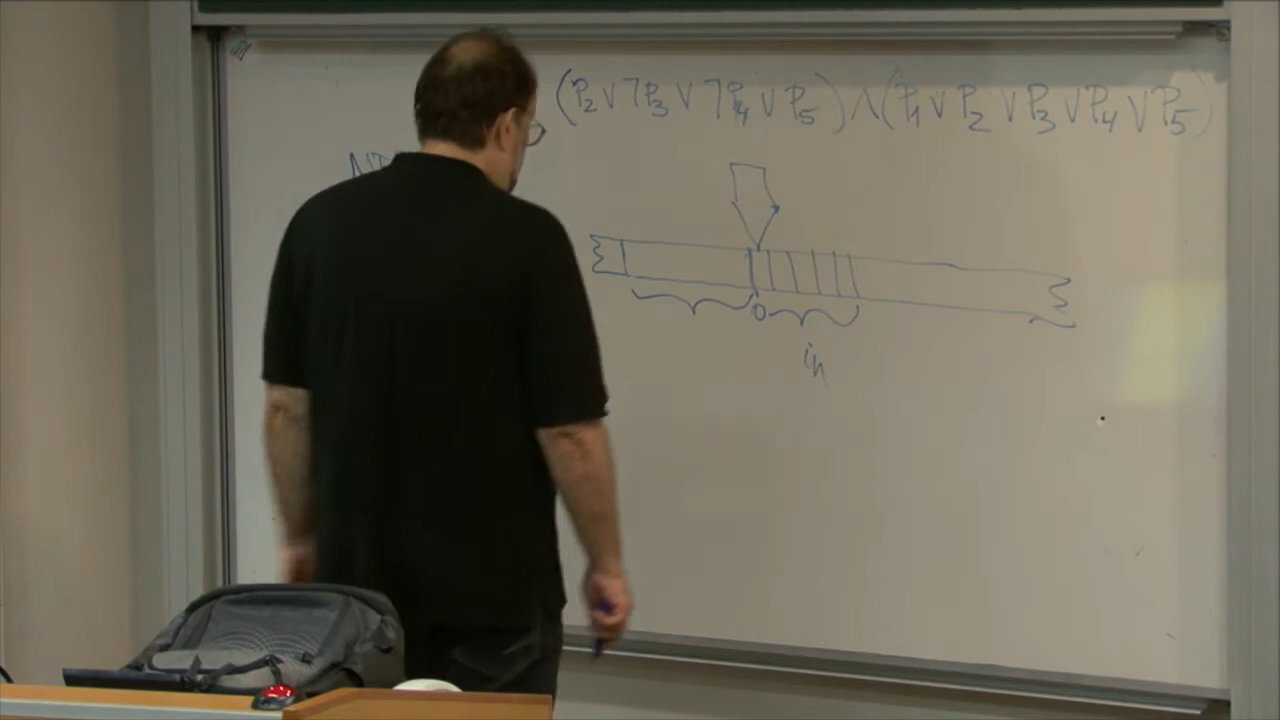 (P₂ ∨ ¬P₃ ∨ ¬P₄ ∨ P₅) ∧ (P₁ ∨ P₂ ∨ P₃ ∨ P₄ ∨ P₅)
0
in